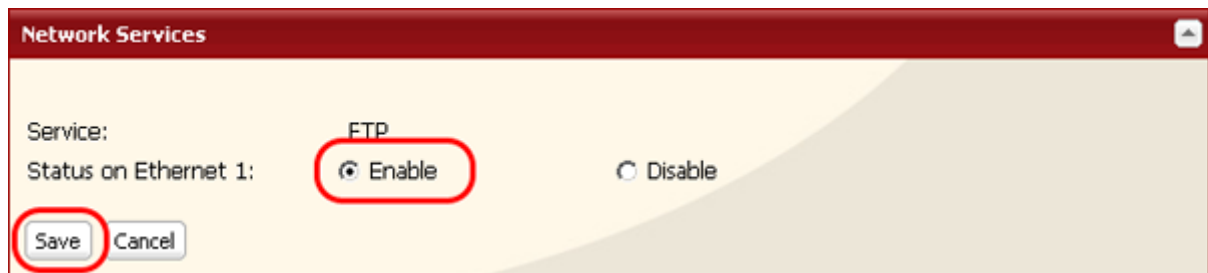 Network Services
Service: FTP
Status on Ethernet 1: Enable Disable
Save Cancel